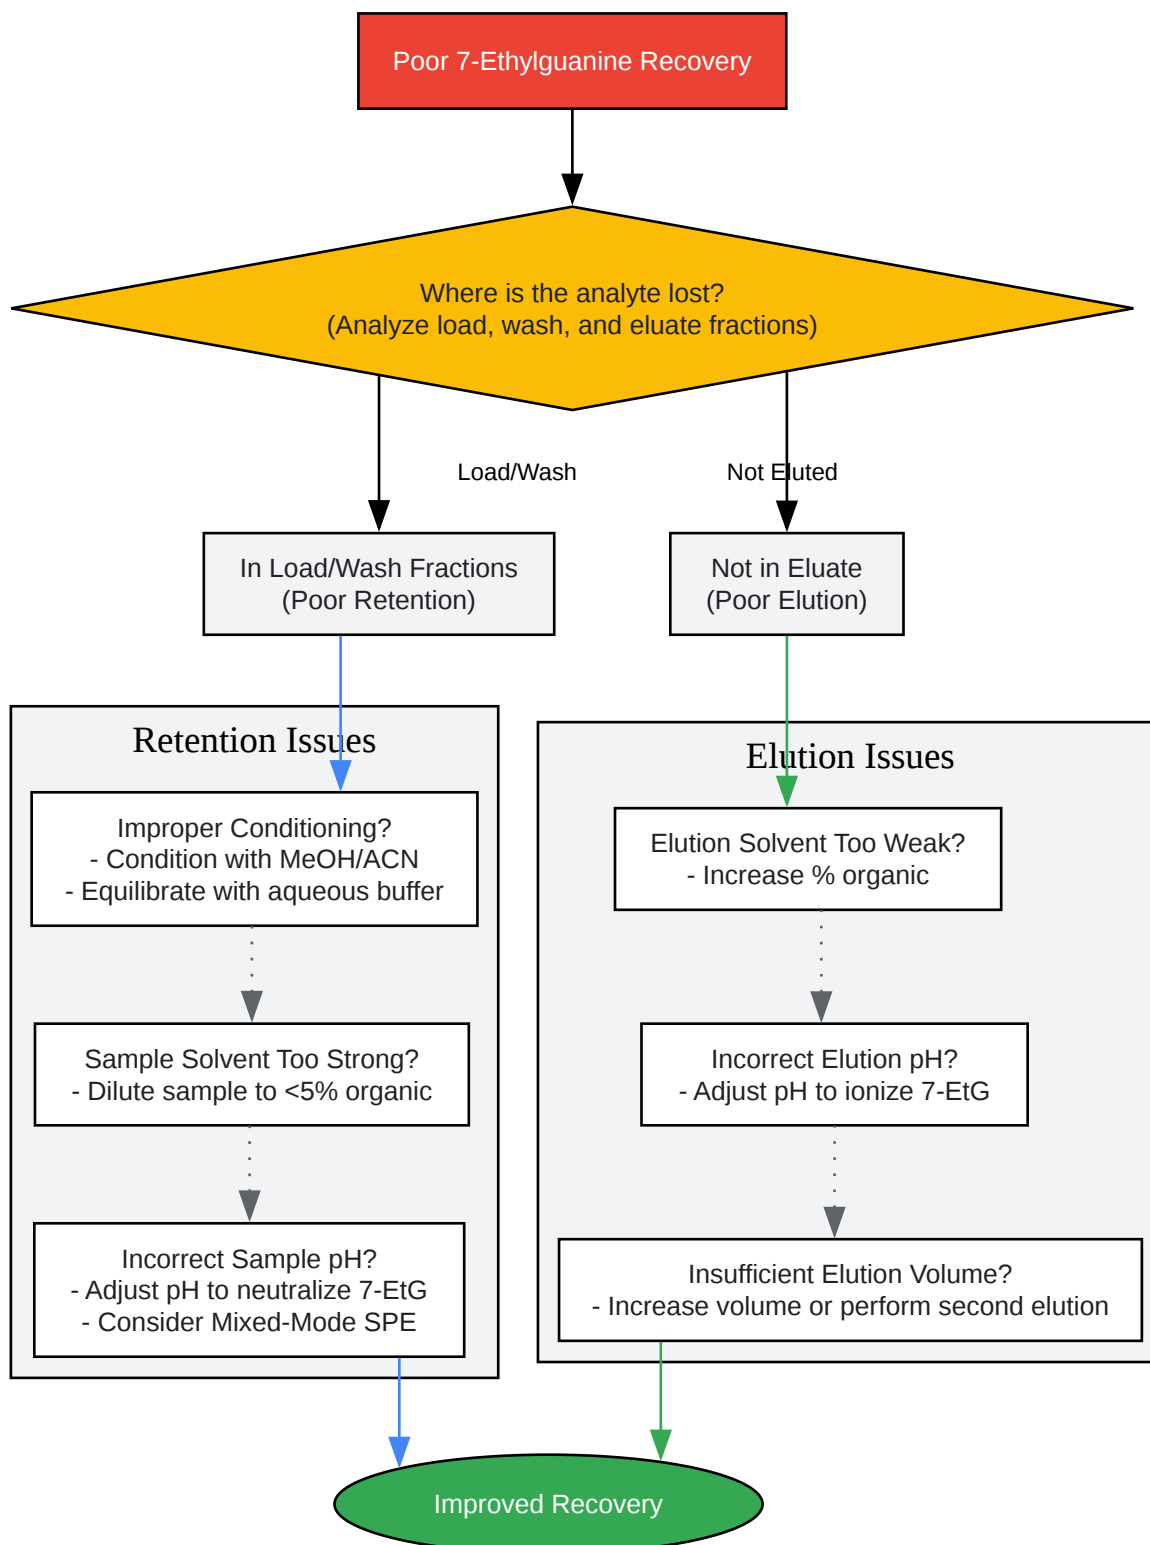 Poor 7-Ethylguanine Recovery
Where is the analyte lost?
(Analyze load, wash, and eluate fractions)
Load/Wash
Not Eluted
In Load/Wash Fractions
(Poor Retention)
Not in Eluate
(Poor Elution)
Retention Issues
Improper Conditioning?
- Condition with MeOH/ACN
- Equilibrate with aqueous buffer
Sample Solvent Too Strong?
- Dilute sample to <5% organic
Incorrect Sample pH?
- Adjust pH to neutralize 7-EtG
- Consider Mixed-Mode SPE
Elution Issues
Elution Solvent Too Weak?
- Increase % organic
Incorrect Elution pH?
- Adjust pH to ionize 7-EtG
Insufficient Elution Volume?
- Increase volume or perform second elution
Improved Recovery